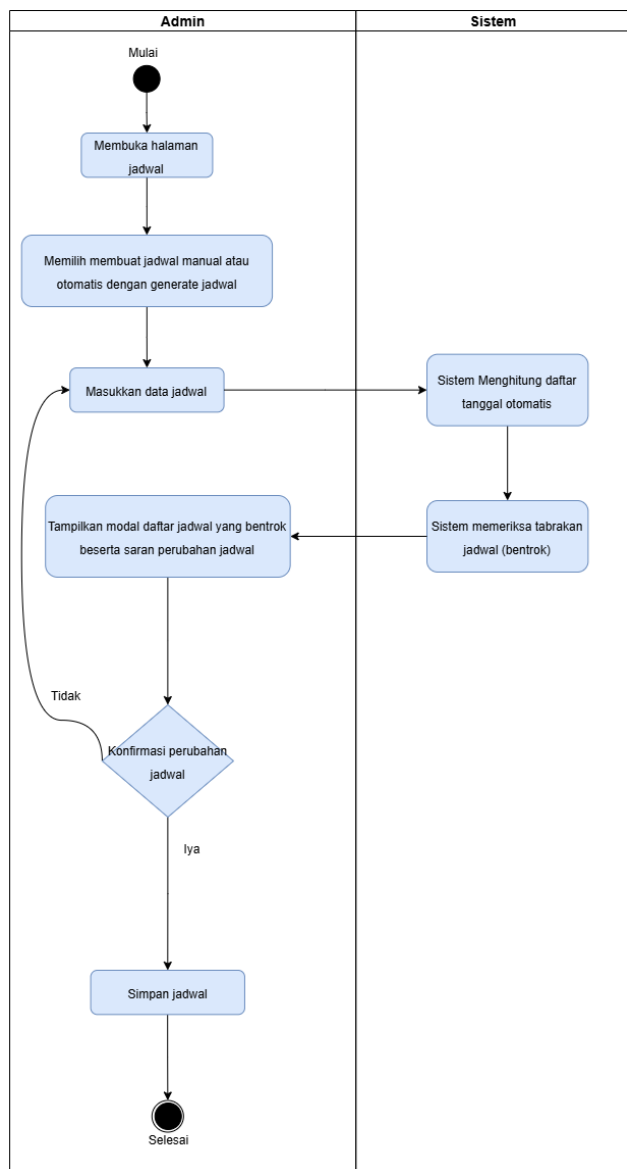 Admin
Sistem
Mulai
Membuka halaman
jadwal
Memilih membuat jadwal manual atau
otomatis dengan generate jadwal
Masukkan data jadwal
Sistem Menghitung daftar
tanggal otomatis
Tampilkan modal daftar jadwal yang bentrok
beserta saran perubahan jadwal
Sistem memeriksa tabrakan
jadwal (bentrok)
Tidak
Konfirmasi perubahan
jadwal
Iya
Simpan jadwal
Selesai